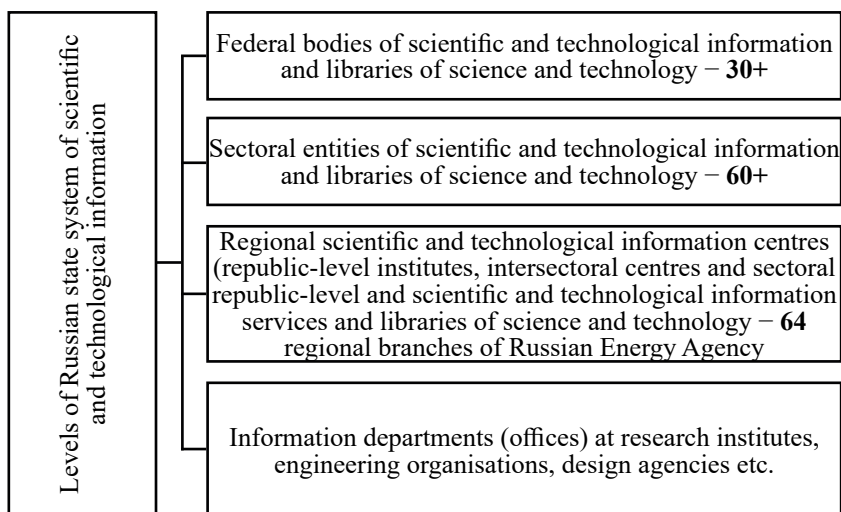 Levels of Russian state system of scientific
and technological information
Federal bodies of scientific and technological information
and libraries of science and technology − 30+
Sectoral entities of scientific and technological information
and libraries of science and technology − 60+
Regional scientific and technological information centres
(republic-level institutes, intersectoral centres and sectoral
republic-level and scientific and technological information
services and libraries of science and technology − 64
regional branches of Russian Energy Agency
Information departments (offices) at research institutes,
engineering organisations, design agencies etc.